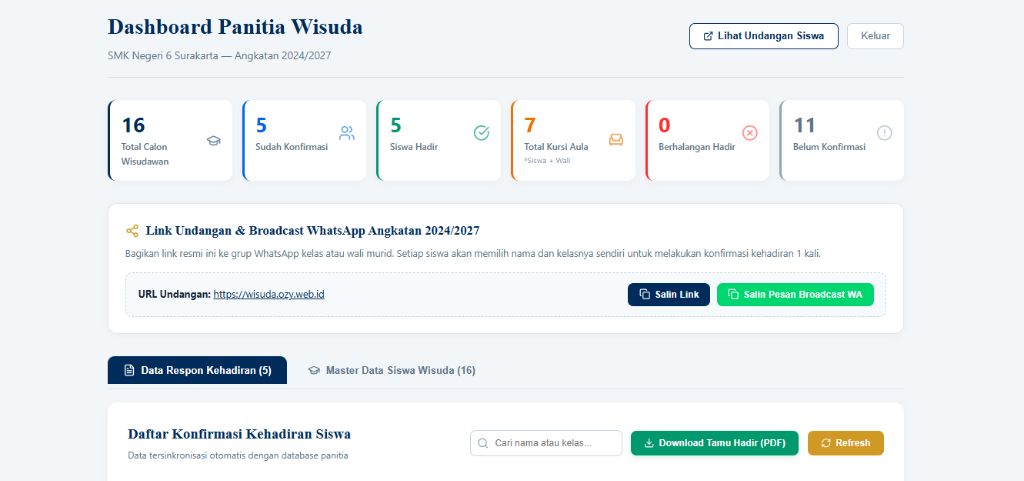 Dashboard Panitia Wisuda
SMK Negeri 6 Surakarta — Angkatan 2024/2027
Lihat Undangan Siswa
Keluar
16
Total Calon
Wisudawan
5
Sudah Konfirmasi
5
Siswa Hadir
7
Total Kursi Aula
*Siswa + Wali
0
Berhalangan Hadir
11
Belum Konfirmasi
Link Undangan & Broadcast WhatsApp Angkatan 2024/2027
Bagikan link resmi ini ke grup WhatsApp kelas atau wali murid. Setiap siswa akan memilih nama dan kelasnya sendiri untuk melakukan konfirmasi kehadiran 1 kali.
URL Undangan: https://wisuda.ozy.web.id
Salin Link
Salin Pesan Broadcast WA
Data Respon Kehadiran (5)
Master Data Siswa Wisuda (16)
Daftar Konfirmasi Kehadiran Siswa
Data tersinkronisasi otomatis dengan database panitia
Cari nama atau kelas...
Download Tamu Hadir (PDF)
Refresh